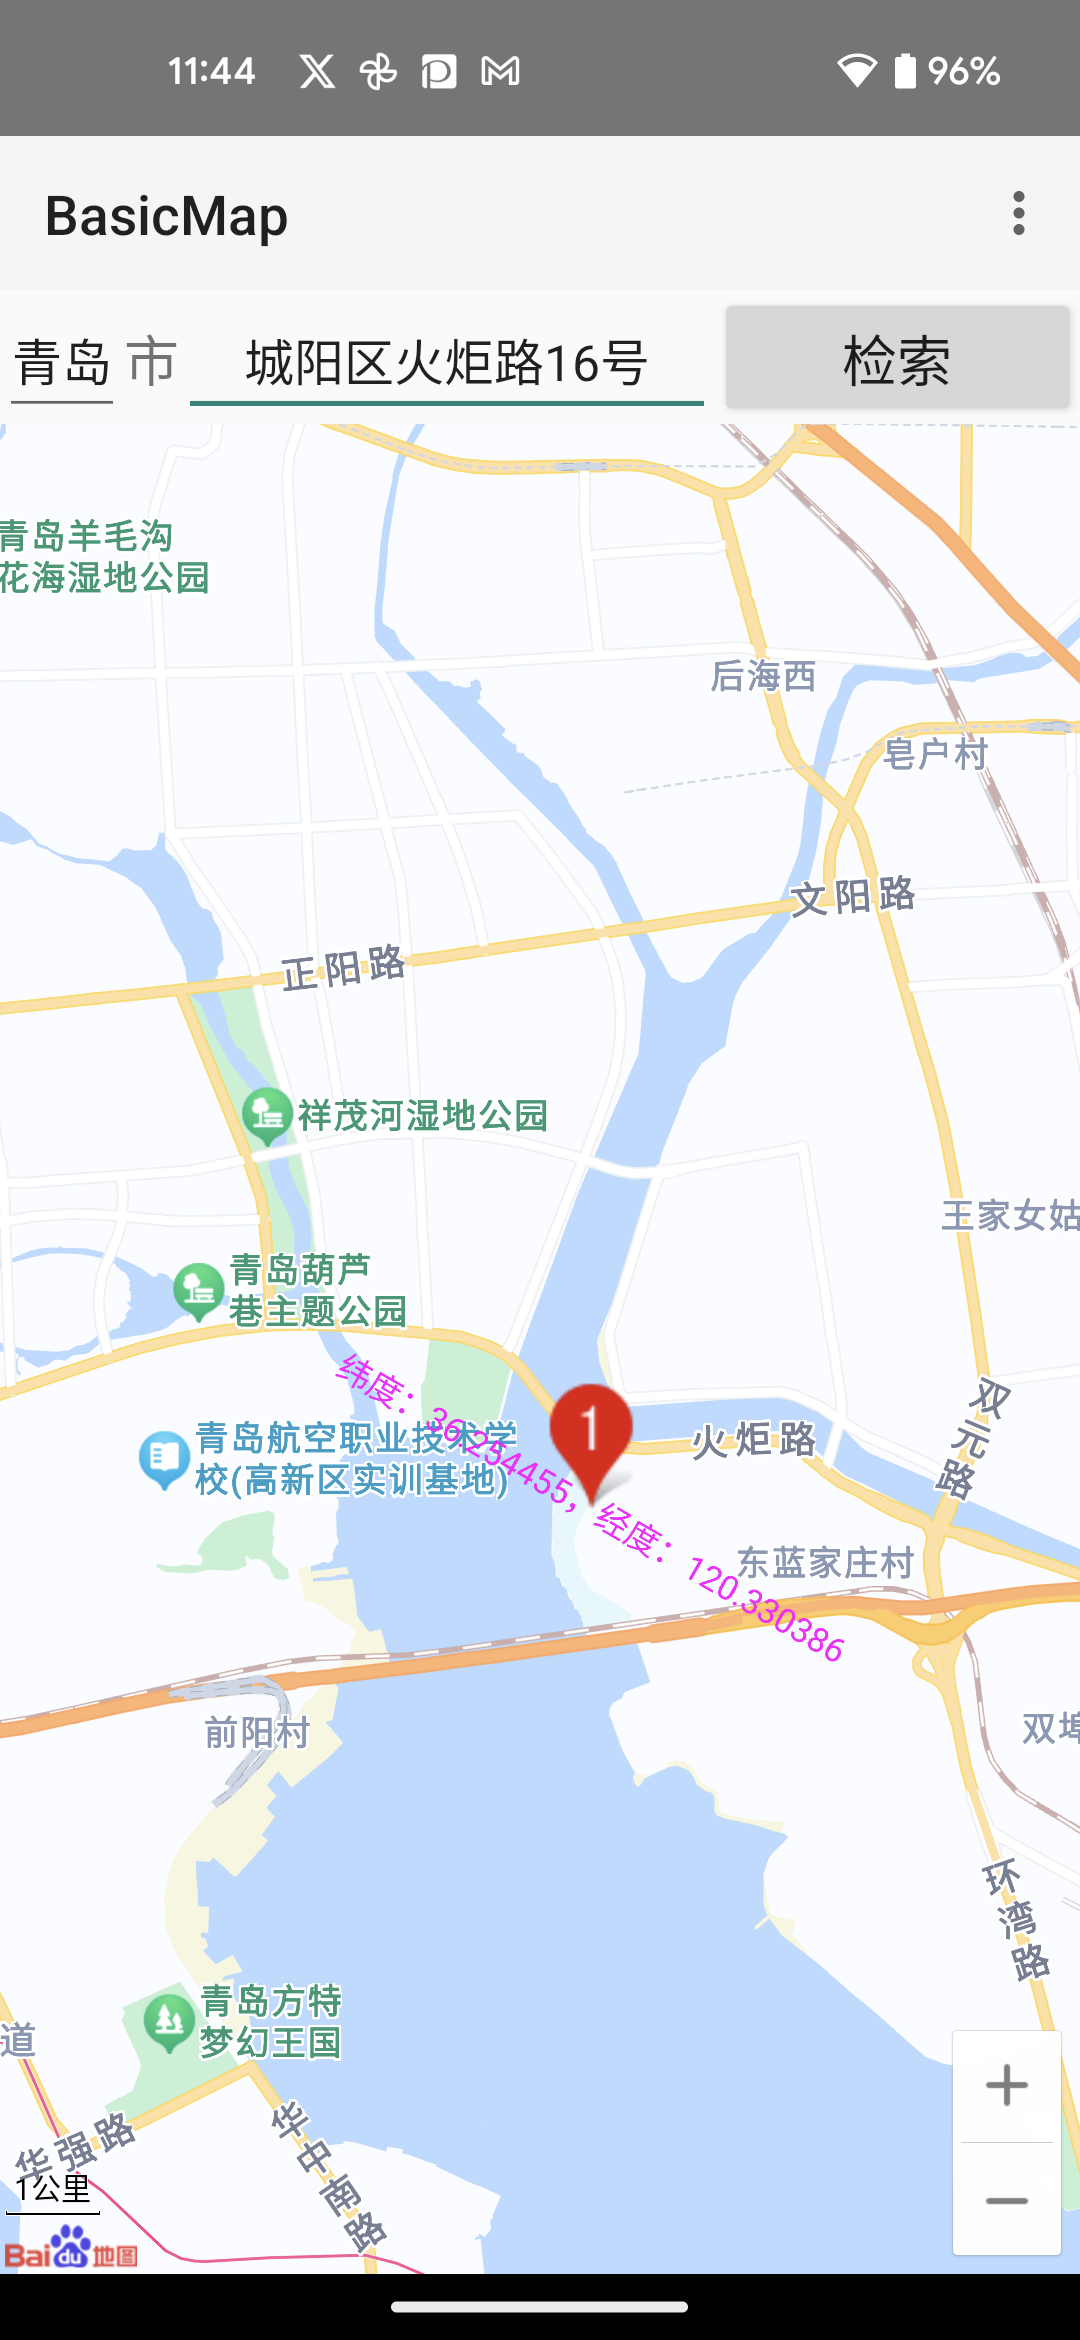 11:44
96%
BasicMap
青岛 市 城阳区火炬路16号 检索
青岛羊毛沟
花海湿地公园
后海西
皂户村
文阳路
正阳路
祥茂河湿地公园
王家女姑
青岛葫芦
巷主题公园
双元路
纬度：36.254455，经度：120.330386
1
火炬路
青岛航空职业技术学
校(高新区实训基地)
东蓝家庄村
前阳村
双埠
环湾路
青岛方特
梦幻王国
道
华强路
华中南路
1公里
Bai du 地图